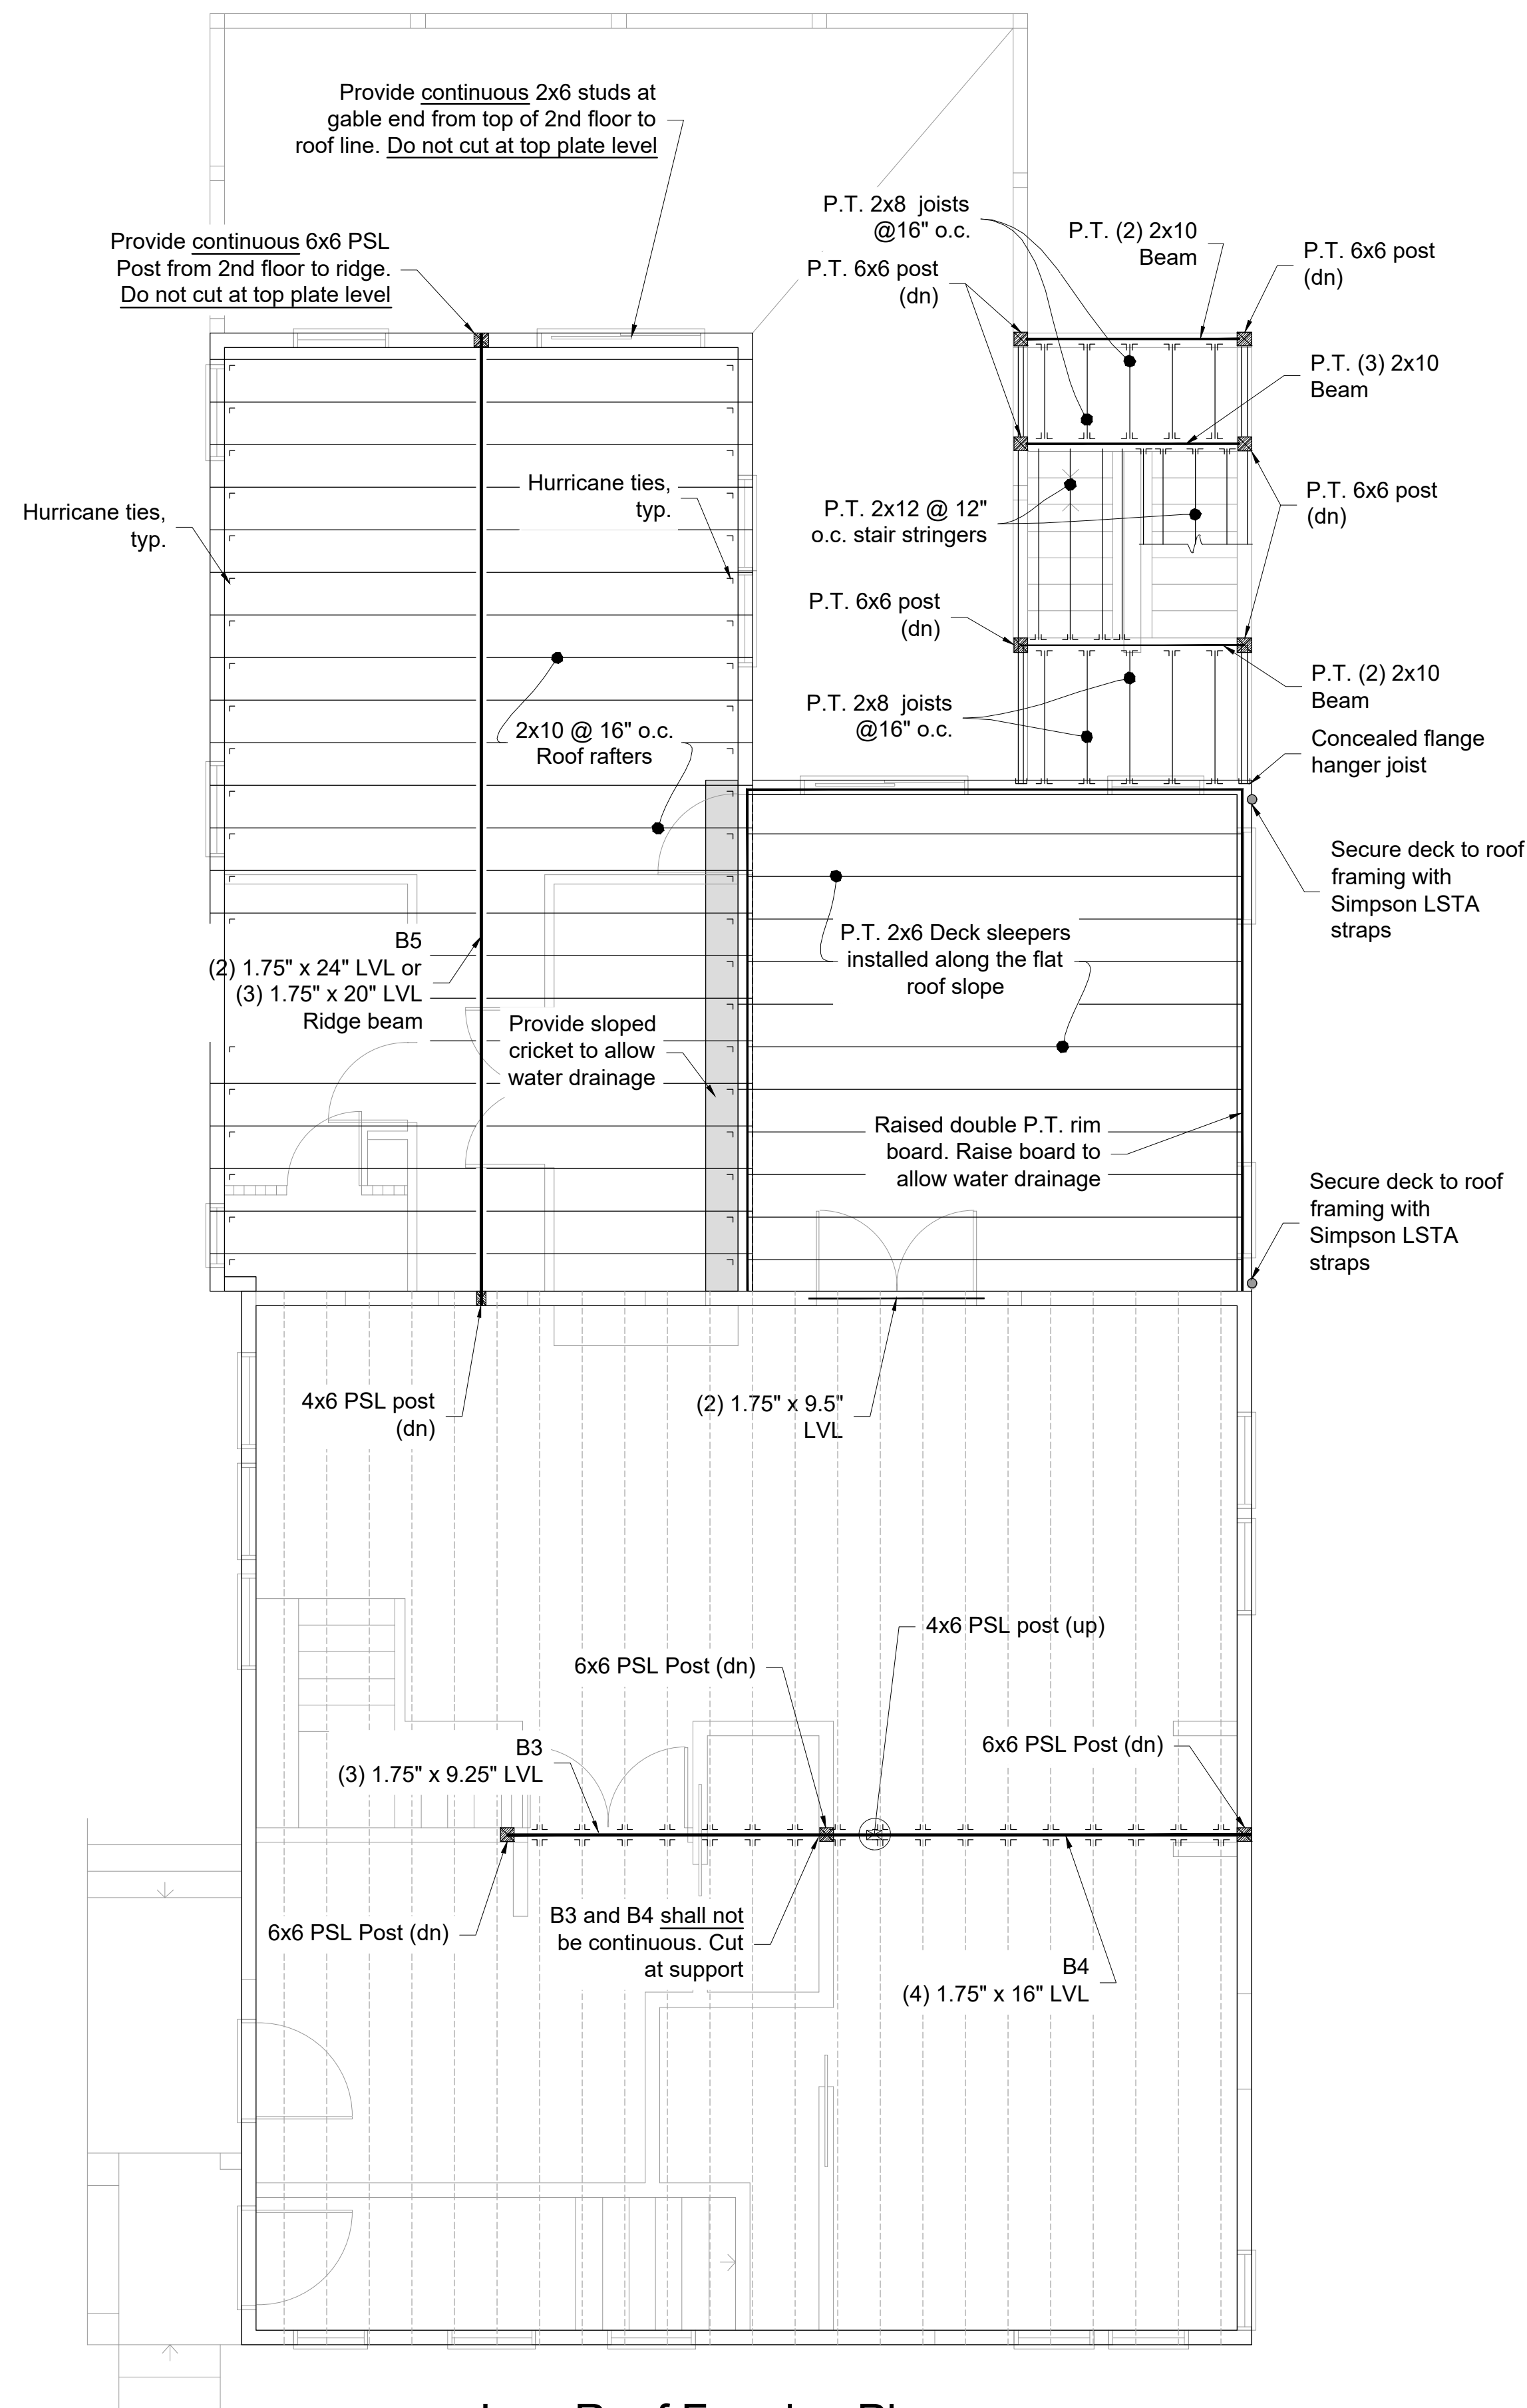 Provide continuous 2x6 studs at
gable end from top of 2nd floor to
roof line. Do not cut at top plate level
Provide continuous 6x6 PSL
Post from 2nd floor to ridge.
Do not cut at top plate level
P.T. 2x8 joists
@16" o.c.
P.T. 6x6 post
(dn)
P.T. (2) 2x10
Beam
P.T. 6x6 post
(dn)
P.T. (3) 2x10
Beam
Hurricane ties,
typ.
Hurricane ties,
typ.
P.T. 2x12 @ 12"
o.c. stair stringers
P.T. 6x6 post
(dn)
P.T. 6x6 post
(dn)
P.T. (2) 2x10
Beam
P.T. 2x8 joists
@16" o.c.
2x10 @ 16" o.c.
Roof rafters
Concealed flange
hanger joist
Secure deck to roof
framing with
Simpson LSTA
straps
B5
(2) 1.75" x 24" LVL or
(3) 1.75" x 20" LVL
Ridge beam
P.T. 2x6 Deck sleepers
installed along the flat
roof slope
Provide sloped
cricket to allow
water drainage
Raised double P.T. rim
board. Raise board to
allow water drainage
Secure deck to roof
framing with
Simpson LSTA
straps
4x6 PSL post
(dn)
(2) 1.75" x 9.5"
LVL
4x6 PSL post (up)
6x6 PSL Post (dn)
6x6 PSL Post (dn)
B3
(3) 1.75" x 9.25" LVL
6x6 PSL Post (dn)
B3 and B4 shall not
be continuous. Cut
at support
B4
(4) 1.75" x 16" LVL